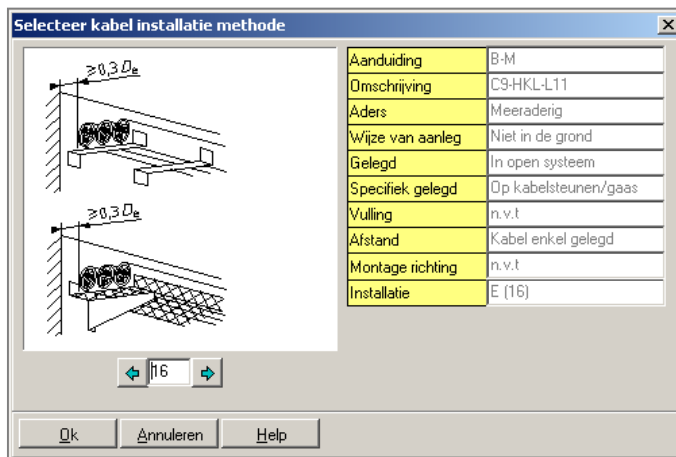 Selecteer kabel installatie methode
≥0,3 De
≥0,3 De
Aanduiding B-M
Omschrijving C9-HKL-L11
Aders Meeraderig
Wijze van aanleg Niet in de grond
Gelegd In open systeem
Specifiek gelegd Op kabelsteunen/gaas
Vulling n.v.t
Afstand Kabel enkel gelegd
Montage richting n.v.t
Installatie E (16)
16
Ok Annuleren Help